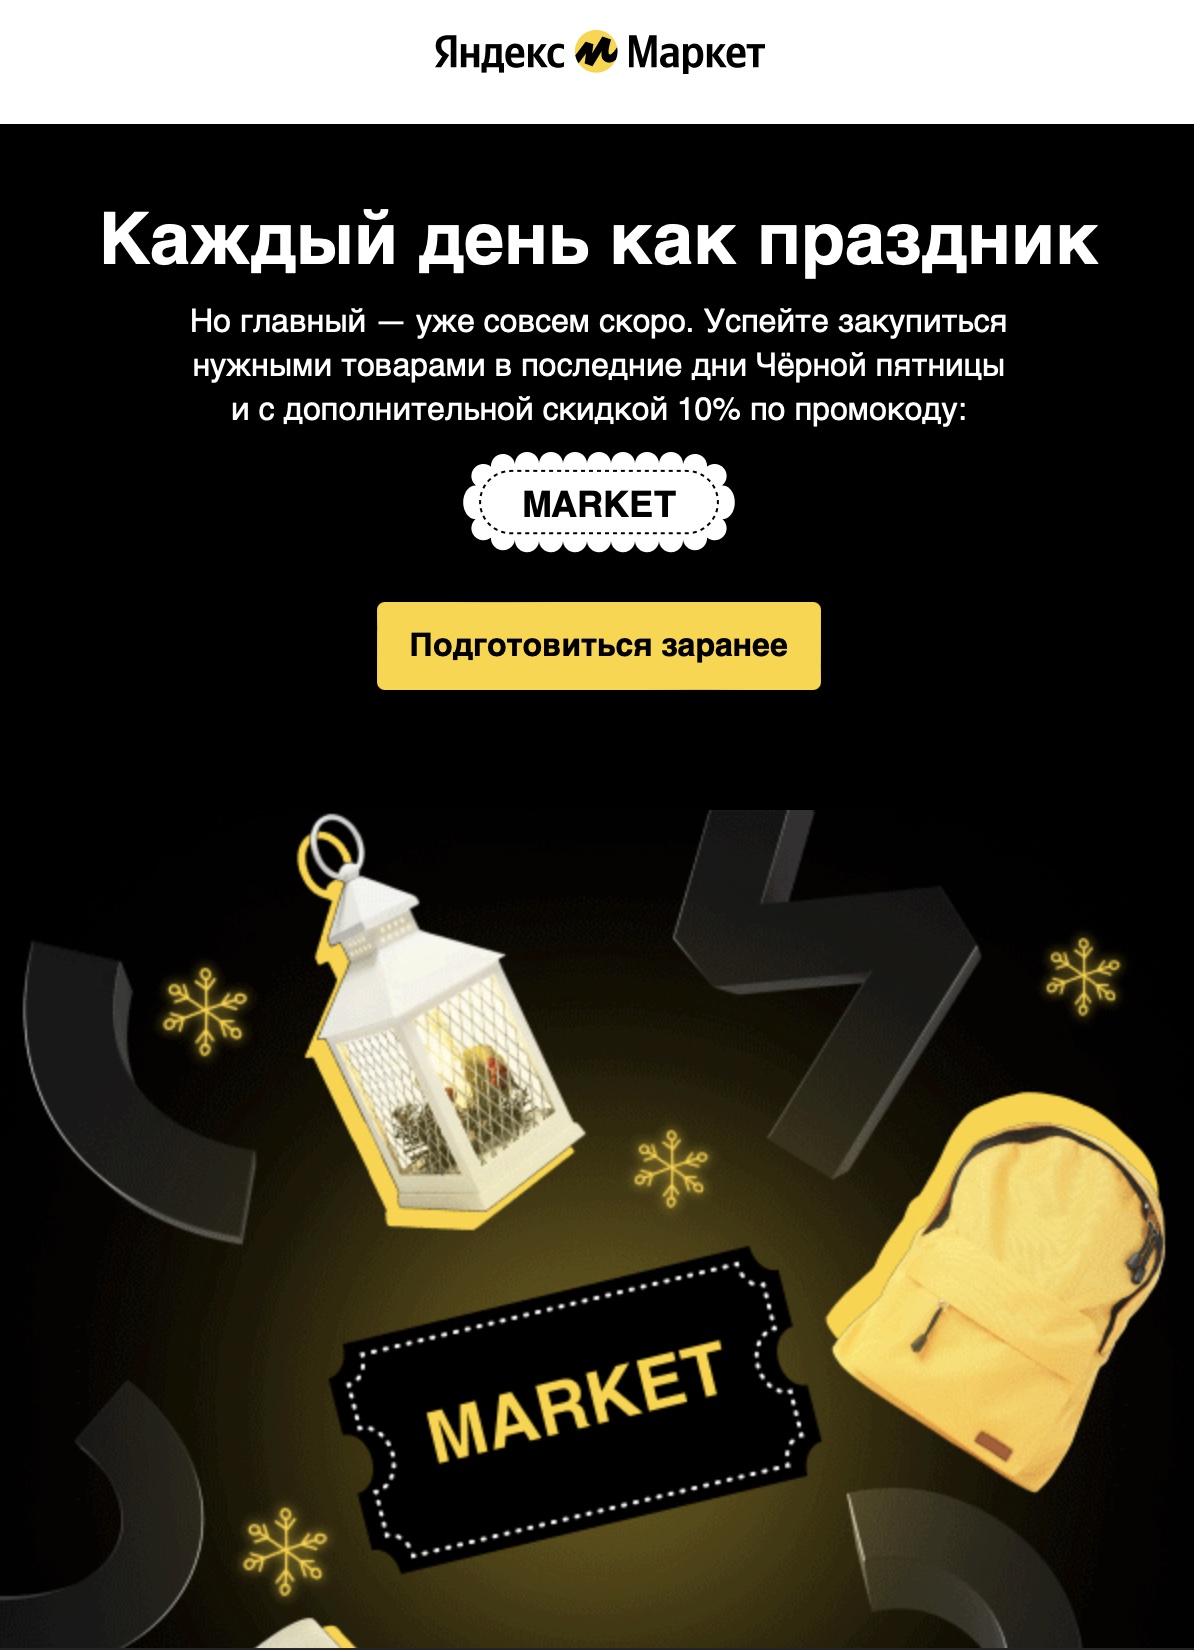 Яндекс Маркет
Каждый день как праздник
Но главный — уже совсем скоро. Успейте закупиться
нужными товарами в последние дни Чёрной пятницы
и с дополнительной скидкой 10% по промокоду:
MARKET
Подготовиться заранее
MARKET